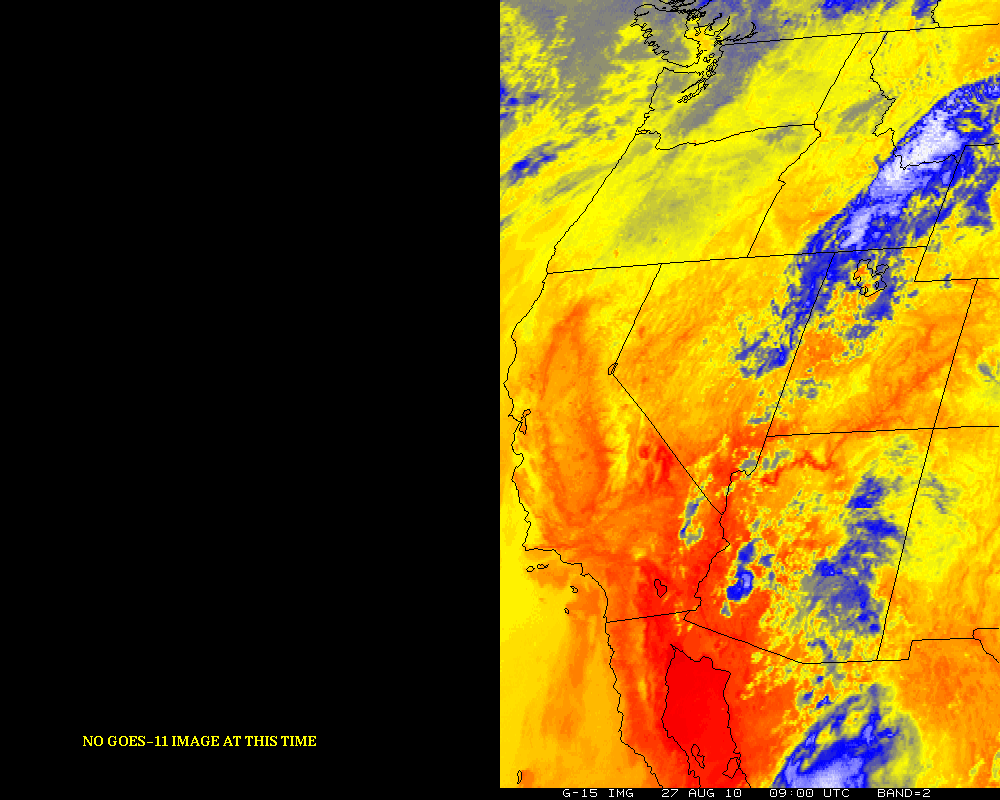 NO GOES-11 IMAGE AT THIS TIME
G-15 IMG 27 AUG 10 09:00 UTC BAND=2